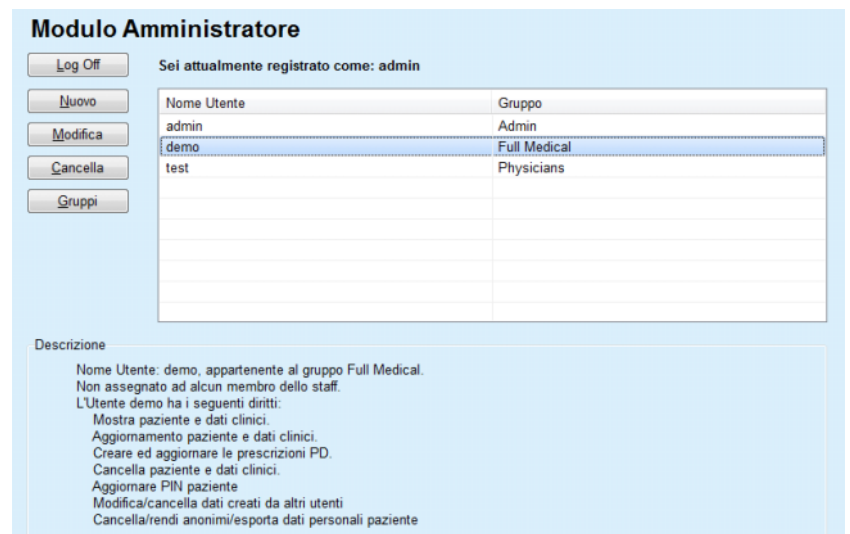 Modulo Amministratore
Log Off
Sei attualmente registrato come: admin
Nuovo
Modifica
Cancella
Gruppi
Nome Utente Gruppo
admin Admin
demo Full Medical
test Physicians
Descrizione
Nome Utente: demo, appartenente al gruppo Full Medical.
Non assegnato ad alcun membro dello staff.
L'Utente demo ha i seguenti diritti:
Mostra paziente e dati clinici.
Aggiornamento paziente e dati clinici.
Creare ed aggiornare le prescrizioni PD.
Cancella paziente e dati clinici.
Aggiornare PIN paziente
Modifica/cancella dati creati da altri utenti
Cancella/rendi anonimi/esporta dati personali paziente